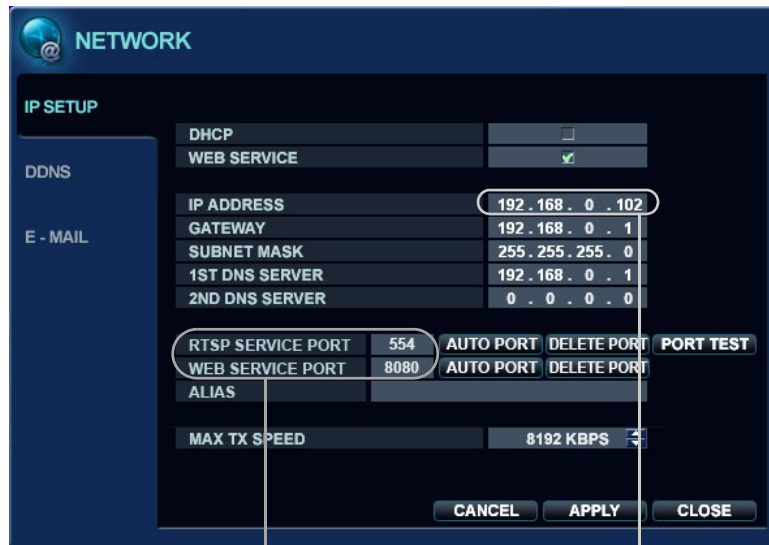 NETWORK
IP SETUP
DDNS
E - MAIL
DHCP
WEB SERVICE
IP ADDRESS 192 . 168 . 0 . 102
GATEWAY 192 . 168 . 0 . 1
SUBNET MASK 255 . 255 . 255 . 0
1ST DNS SERVER 192 . 168 . 0 . 1
2ND DNS SERVER 0 . 0 . 0 . 0
RTSP SERVICE PORT 554 AUTO PORT DELETE PORT PORT TEST
WEB SERVICE PORT 8080 AUTO PORT DELETE PORT
ALIAS
MAX TX SPEED 8192 KBPS
CANCEL APPLY CLOSE